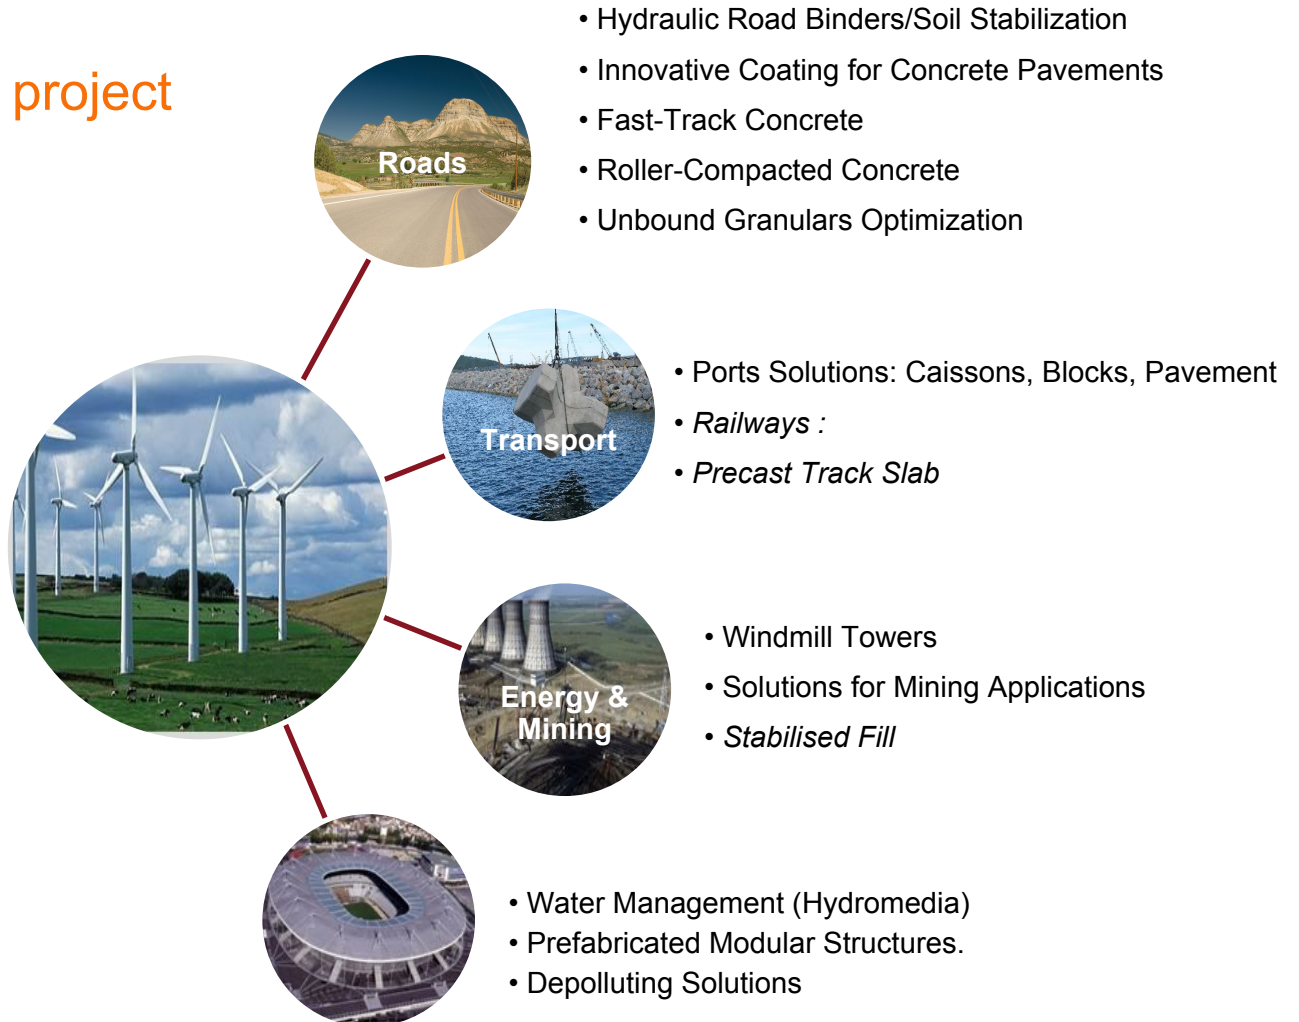 project
Roads
• Hydraulic Road Binders/Soil Stabilization
• Innovative Coating for Concrete Pavements
• Fast-Track Concrete
• Roller-Compacted Concrete
• Unbound Granulars Optimization
Transport
• Ports Solutions: Caissons, Blocks, Pavement
• Railways :
• Precast Track Slab
Energy &
Mining
• Windmill Towers
• Solutions for Mining Applications
• Stabilised Fill
• Water Management (Hydromedia)
• Prefabricated Modular Structures.
• Depolluting Solutions